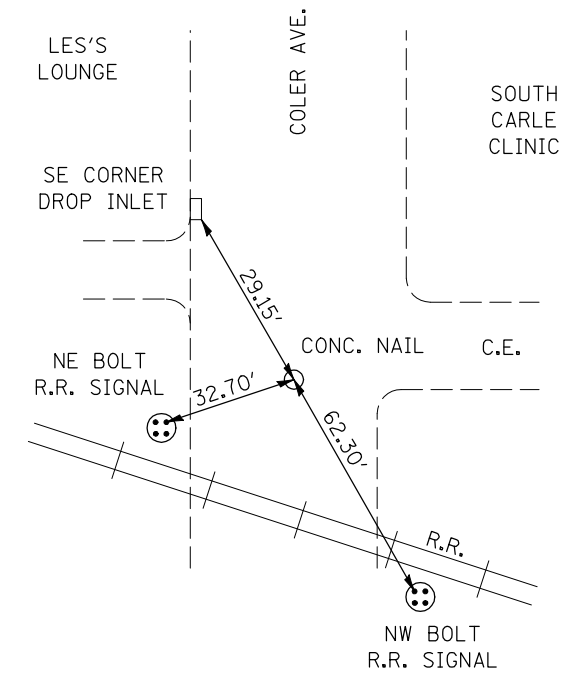 LES'S
LOUNGE
COLER AVE.
SOUTH
CARLE
CLINIC
SE CORNER
DROP INLET
29.15'
CONC. NAIL
C.E.
NE BOLT
R.R. SIGNAL
32.70'
62.30'
R.R.
NW BOLT
R.R. SIGNAL